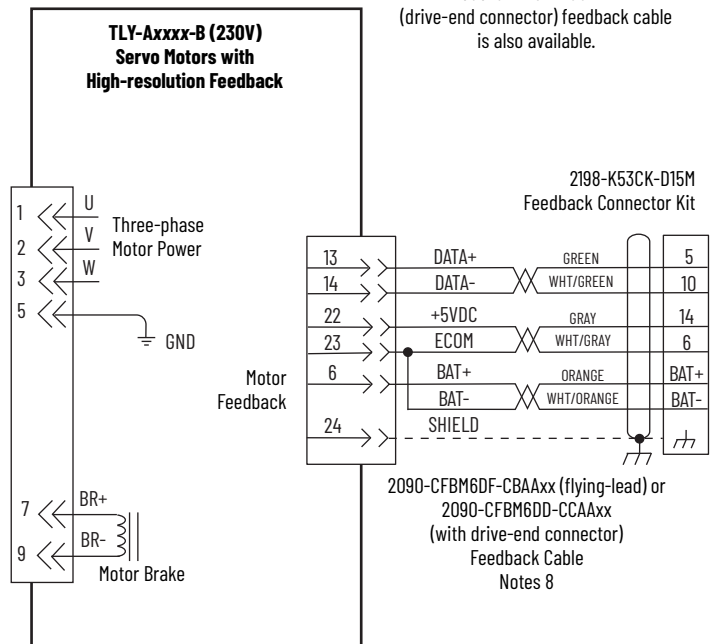 (drive-end connector) feedback cable
is also available.
TLY-Axxxx-B (230V)
Servo Motors with
High-resolution Feedback
2198-K53CK-D15M
Feedback Connector Kit
1
U
2
V
3
W
5
Three-phase
Motor Power
GND
Motor
Feedback
13 DATA+ GREEN 5
14 DATA- WHT/GREEN 10
22 +5VDC GRAY 14
23 ECOM WHT/GRAY 6
6 BAT+ ORANGE BAT+
BAT- WHT/ORANGE BAT-
24 SHIELD
7 BR+
9 BR-
Motor Brake
2090-CFBM6DF-CBAAxx (flying-lead) or
2090-CFBM6DD-CCAAxx
(with drive-end connector)
Feedback Cable
Notes 8